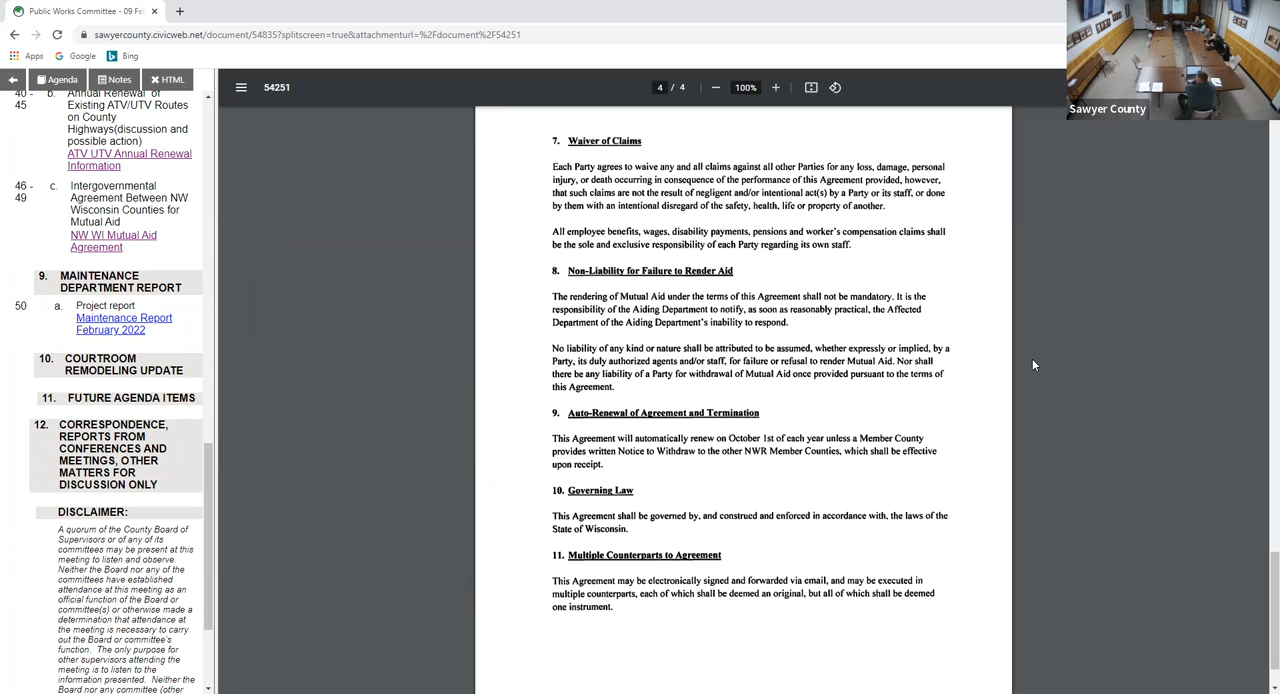 Public Works Committee - 09 Fe
sawyercounty.civicweb.net/document/54835?splitscreen=true&attachmenturl=%2Fdocument%2F54251
Apps
Google
Bing
Agenda
Notes
HTML
54251
4 / 4
100%
Sawyer County
40 - b. Annual Renewal of
45 Existing ATV/UTV Routes
on County
Highways(discussion and
possible action)
ATV UTV Annual Renewal
Information
46 - c. Intergovernmental
49 Agreement Between NW
Wisconsin Counties for
Mutual Aid
NW WI Mutual Aid
Agreement
9. MAINTENANCE
DEPARTMENT REPORT
50 a. Project report
Maintenance Report
February 2022
10. COURTROOM
REMODELING UPDATE
11. FUTURE AGENDA ITEMS
12. CORRESPONDENCE,
REPORTS FROM
CONFERENCES AND
MEETINGS, OTHER
MATTERS FOR
DISCUSSION ONLY
DISCLAIMER:
A quorum of the County Board of
Supervisors or of any of its
committees may be present at this
meeting to listen and observe.
Neither the Board nor any of the
committees have established
attendance at this meeting as an
official function of the Board or
committee(s) or otherwise made a
determination that attendance at
the meeting is necessary to carry
out the Board or committee's
function. The only purpose for
other supervisors attending the
meeting is to listen to the
information presented. Neither the
Board nor any committee (other
7. Waiver of Claims
Each Party agrees to waive any and all claims against all other Parties for any loss, damage, personal
injury, or death occurring in consequence of the performance of this Agreement provided, however,
that such claims are not the result of negligent and/or intentional act(s) by a Party or its staff, or done
by them with an intentional disregard of the safety, health, life or property of another.
All employee benefits, wages, disability payments, pensions and worker's compensation claims shall
be the sole and exclusive responsibility of each Party regarding its own staff.
8. Non-Liability for Failure to Render Aid
The rendering of Mutual Aid under the terms of this Agreement shall not be mandatory. It is the
responsibility of the Aiding Department to notify, as soon as reasonably practical, the Affected
Department of the Aiding Department's inability to respond.
No liability of any kind or nature shall be attributed to be assumed, whether expressly or implied, by a
Party, its duly authorized agents and/or staff, for failure or refusal to render Mutual Aid. Nor shall
there be any liability of a Party for withdrawal of Mutual Aid once provided pursuant to the terms of
this Agreement.
9. Auto-Renewal of Agreement and Termination
This Agreement will automatically renew on October 1st of each year unless a Member County
provides written Notice to Withdraw to the other NWR Member Counties, which shall be effective
upon receipt.
10. Governing Law
This Agreement shall be governed by, and construed and enforced in accordance with, the laws of the
State of Wisconsin.
11. Multiple Counterparts to Agreement
This Agreement may be electronically signed and forwarded via email, and may be executed in
multiple counterparts, each of which shall be deemed an original, but all of which shall be deemed
one instrument.